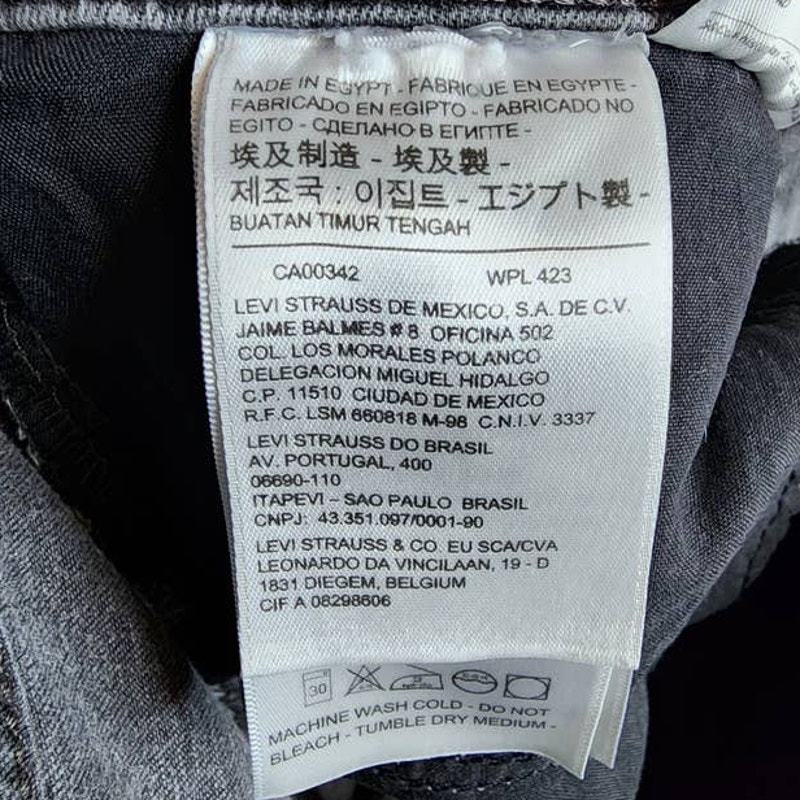 MADE IN EGYPT - FABRIQUE EN EGYPTE -
FABRICADO EN EGIPTO - FABRICADO NO
EGITO - СДЕЛАНО В ЕГИПТЕ -
埃及制造 - 埃及製 -
제조국 : 이집트 - エジプト製 -
BUATAN TIMUR TENGAH
CA00342 WPL 423
LEVI STRAUSS DE MEXICO, S.A. DE C.V.
JAIME BALMES # 8 OFICINA 502
COL. LOS MORALES POLANCO
DELEGACION MIGUEL HIDALGO
C.P. 11510 CIUDAD DE MEXICO
R.F.C. LSM 660818 M-98 C.N.I.V. 3337
LEVI STRAUSS DO BRASIL
AV. PORTUGAL, 400
06690-110
ITAPEVI – SAO PAULO BRASIL
CNPJ: 43.351.097/0001-90
LEVI STRAUSS & CO. EU SCA/CVA
LEONARDO DA VINCILAAN, 19 - D
1831 DIEGEM, BELGIUM
CIF A 08298606
30
MACHINE WASH COLD - DO NOT
BLEACH - TUMBLE DRY MEDIUM -